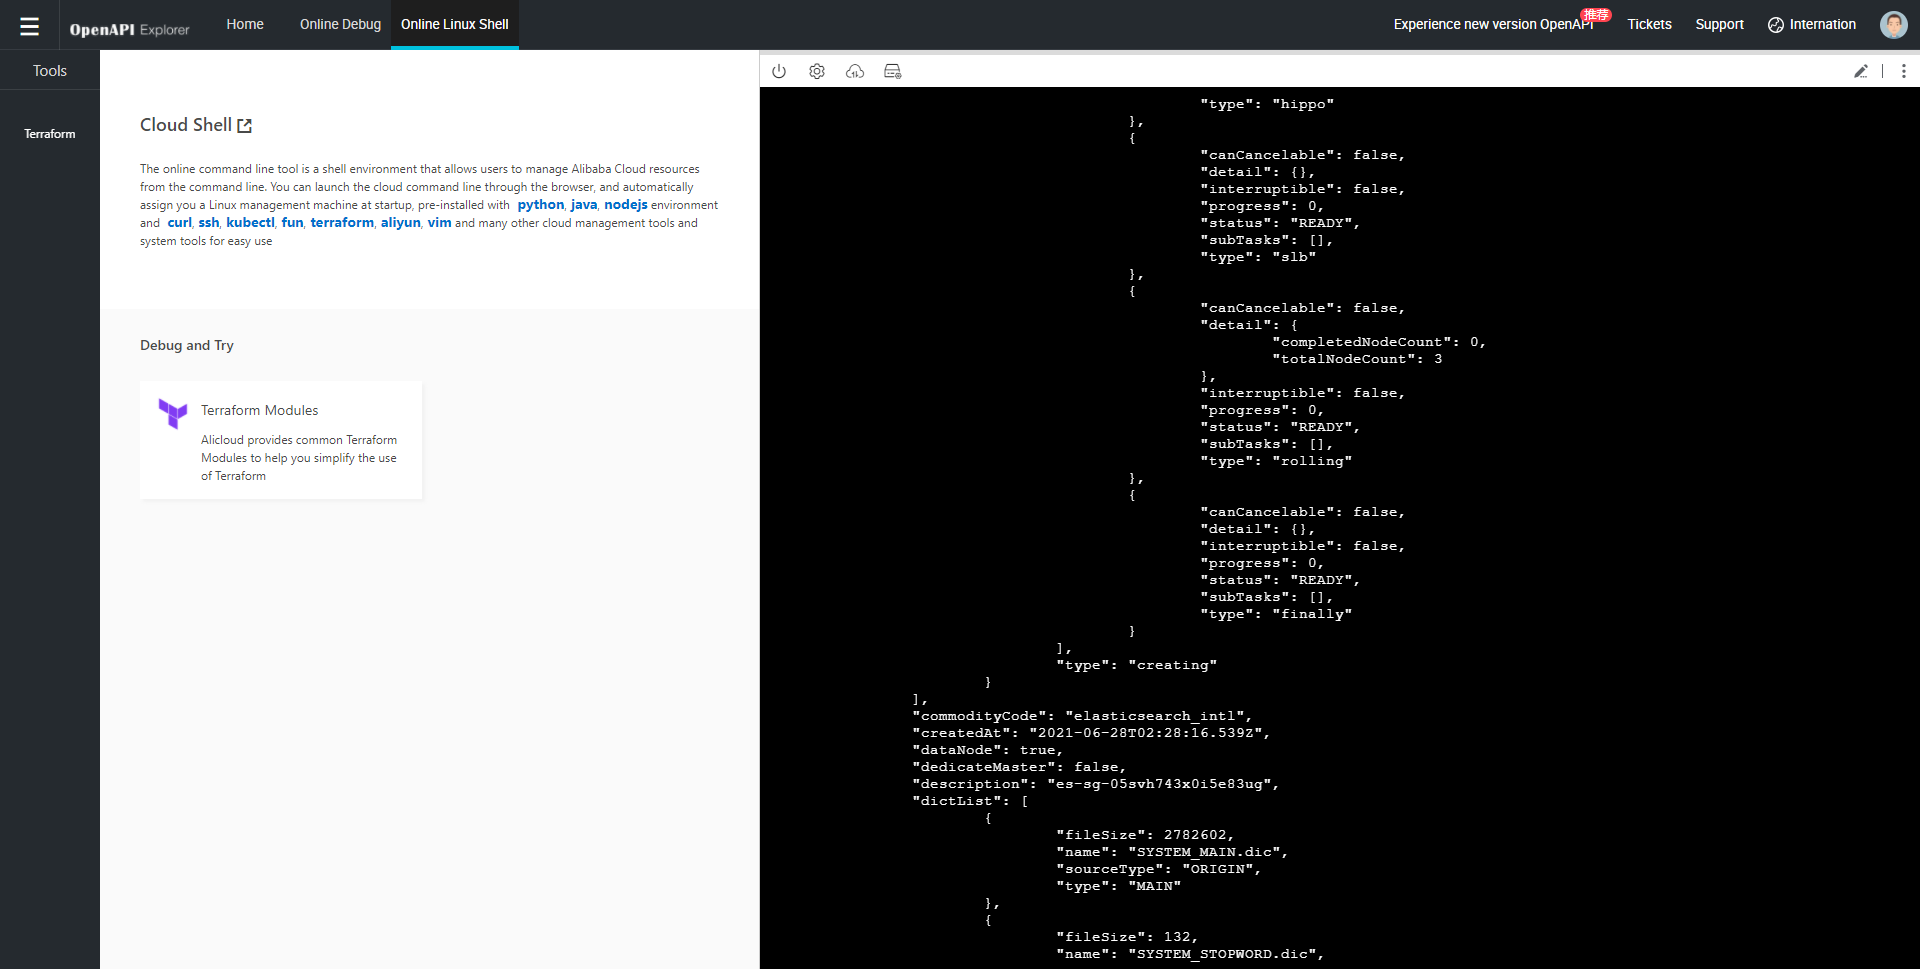 OpenAPI Explorer
Home
Online Debug
Online Linux Shell
Experience new version OpenAPI
推荐
Tickets
Support
Internation
Tools
Terraform
Cloud Shell
The online command line tool is a shell environment that allows users to manage Alibaba Cloud resources
from the command line. You can launch the cloud command line through the browser, and automatically
assign you a Linux management machine at startup, pre-installed with python, java, nodejs environment
and curl, ssh, kubectl, fun, terraform, aliyun, vim and many other cloud management tools and
system tools for easy use
Debug and Try
Terraform Modules
Alicloud provides common Terraform
Modules to help you simplify the use
of Terraform
"type": "hippo"
},
{
"canCancelable": false,
"detail": {},
"interruptible": false,
"progress": 0,
"status": "READY",
"subTasks": [],
"type": "slb"
},
{
"canCancelable": false,
"detail": {
"completedNodeCount": 0,
"totalNodeCount": 3
},
"interruptible": false,
"progress": 0,
"status": "READY",
"subTasks": [],
"type": "rolling"
},
{
"canCancelable": false,
"detail": {},
"interruptible": false,
"progress": 0,
"status": "READY",
"subTasks": [],
"type": "finally"
}
],
"type": "creating"
}
],
"commodityCode": "elasticsearch_intl",
"createdAt": "2021-06-28T02:28:16.539Z",
"dataNode": true,
"dedicateMaster": false,
"description": "es-sg-05svh743x0i5e83ug",
"dictList": [
{
"fileSize": 2782602,
"name": "SYSTEM_MAIN.dic",
"sourceType": "ORIGIN",
"type": "MAIN"
},
{
"fileSize": 132,
"name": "SYSTEM_STOPWORD.dic",